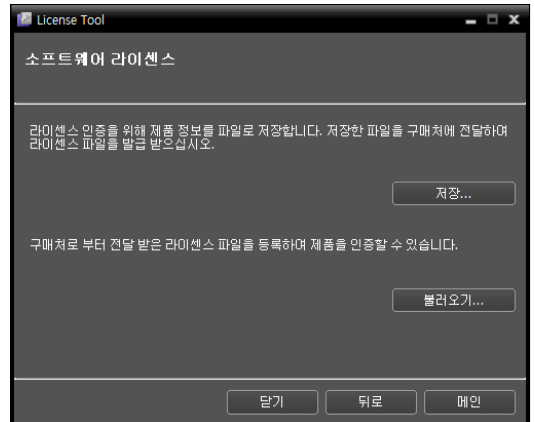 License Tool
소프트웨어 라이센스
라이센스 인증을 위해 제품 정보를 파일로 저장합니다. 저장한 파일을 구매처에 전달하여
라이센스 파일을 발급 받으십시오.
저장...
구매처로 부터 전달 받은 라이센스 파일을 등록하여 제품을 인증할 수 있습니다.
불러오기...
닫기
뒤로
메인